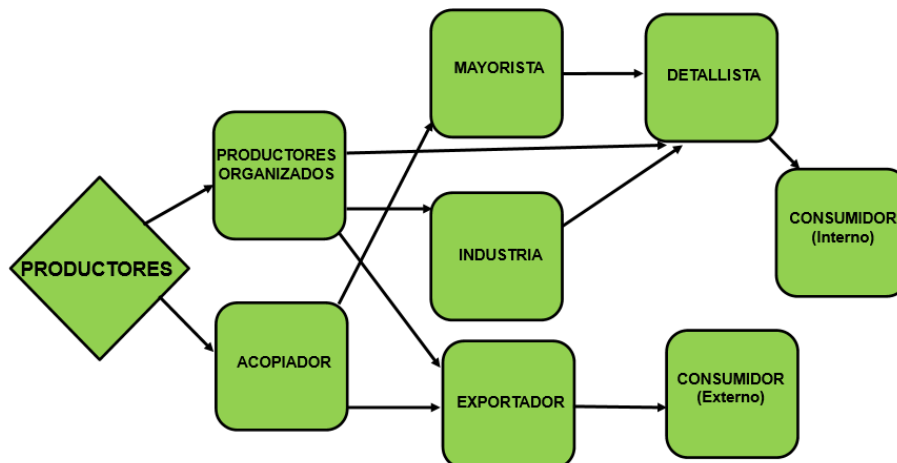 MAYORISTA
DETALLISTA
PRODUCTORES
ORGANIZADOS
CONSUMIDOR
(Interno)
PRODUCTORES
INDUSTRIA
ACOPIADOR
EXPORTADOR
CONSUMIDOR
(Externo)